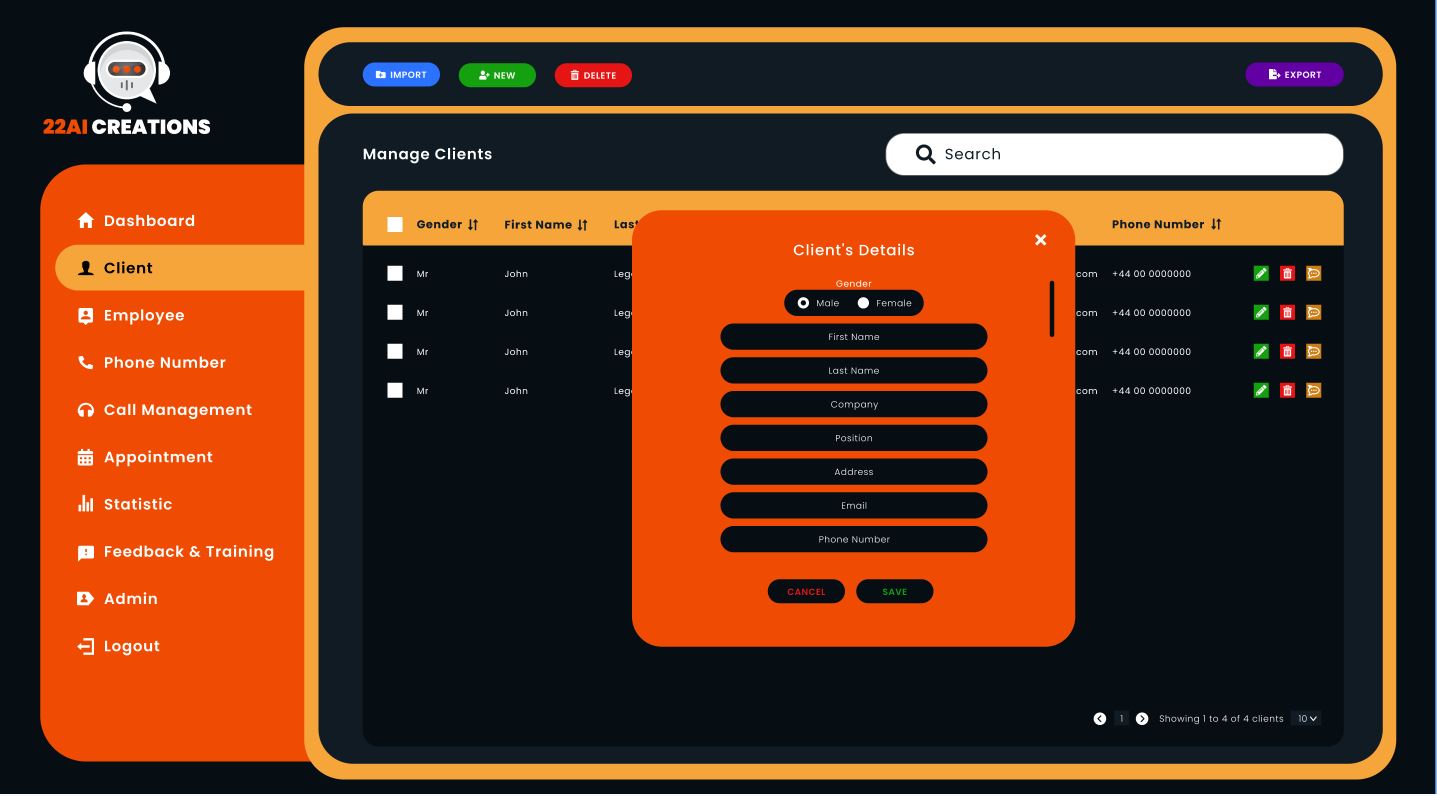 22AI CREATIONS
Dashboard
Client
Employee
Phone Number
Call Management
Appointment
Statistic
Feedback & Training
Admin
Logout
IMPORT NEW DELETE EXPORT
Manage Clients Search
Gender First Name Las Phone Number
Mr John Leg com +44 00 0000000
Mr John Leg com +44 00 0000000
Mr John Leg com +44 00 0000000
Mr John Leg com +44 00 0000000
Client's Details
Gender
Male Female
First Name
Last Name
Company
Position
Address
Email
Phone Number
CANCEL SAVE
1 Showing 1 to 4 of 4 clients 10